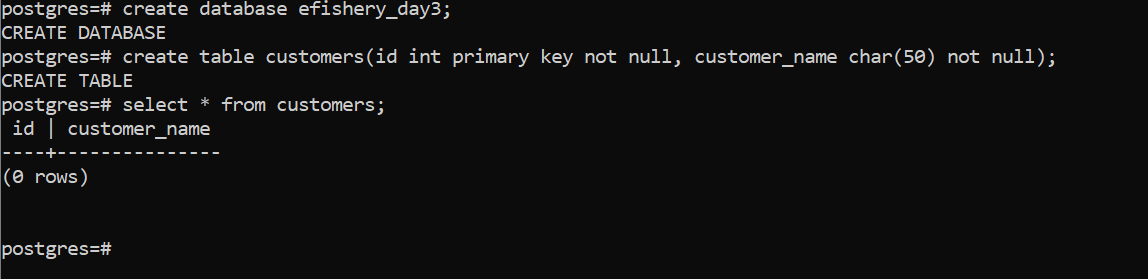 postgres=# create database efishery_day3;
CREATE DATABASE
postgres=# create table customers(id int primary key not null, customer_name char(50) not null);
CREATE TABLE
postgres=# select * from customers;
 id | customer_name
----+---------------
(0 rows)
postgres=#